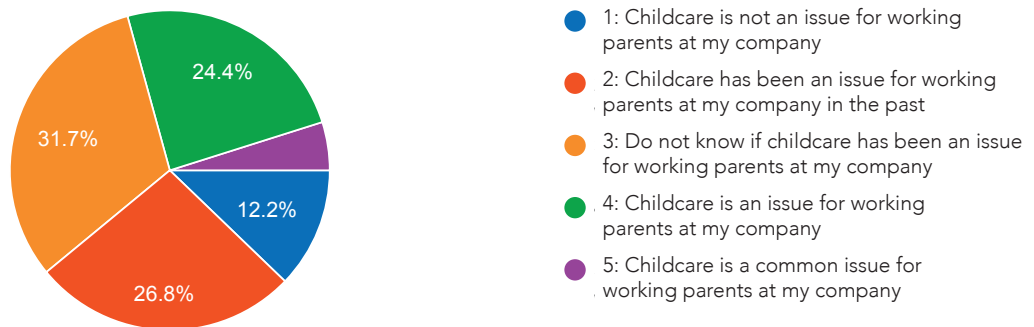 24.4%
31.7%
12.2%
26.8%
1: Childcare is not an issue for working
parents at my company
2: Childcare has been an issue for working
parents at my company in the past
3: Do not know if childcare has been an issue
for working parents at my company
4: Childcare is an issue for working
parents at my company
5: Childcare is a common issue for
working parents at my company